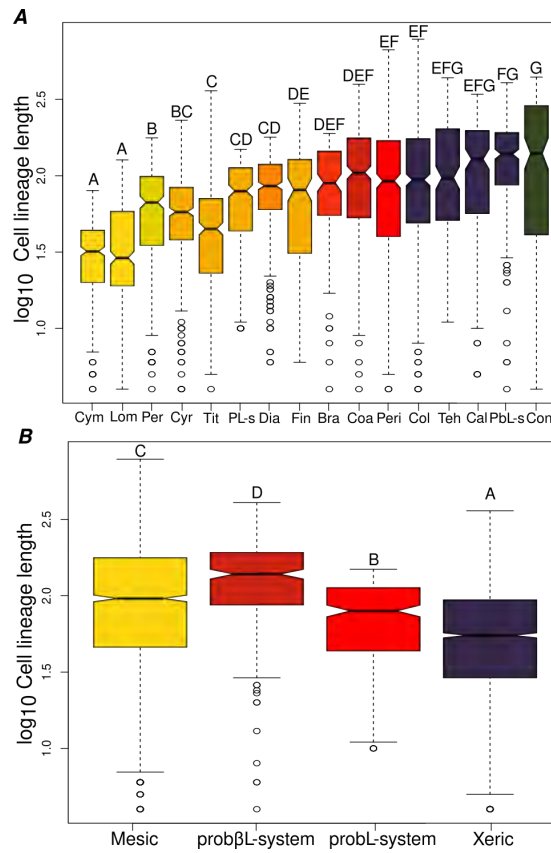 A
log10 Cell lineage length
2.5
2.0
1.5
1.0
A A B BC C CD CD DE DEF DEF EF EF EFG EFG FG G
Cym Lom Per Cyr Tit PL-s Dia Fin Bra Coa Peri Col Teh Cal PbL-s Con
B
log10 Cell lineage length
2.5
2.0
1.5
1.0
C D B A
Mesic probβL-system probL-system Xeric